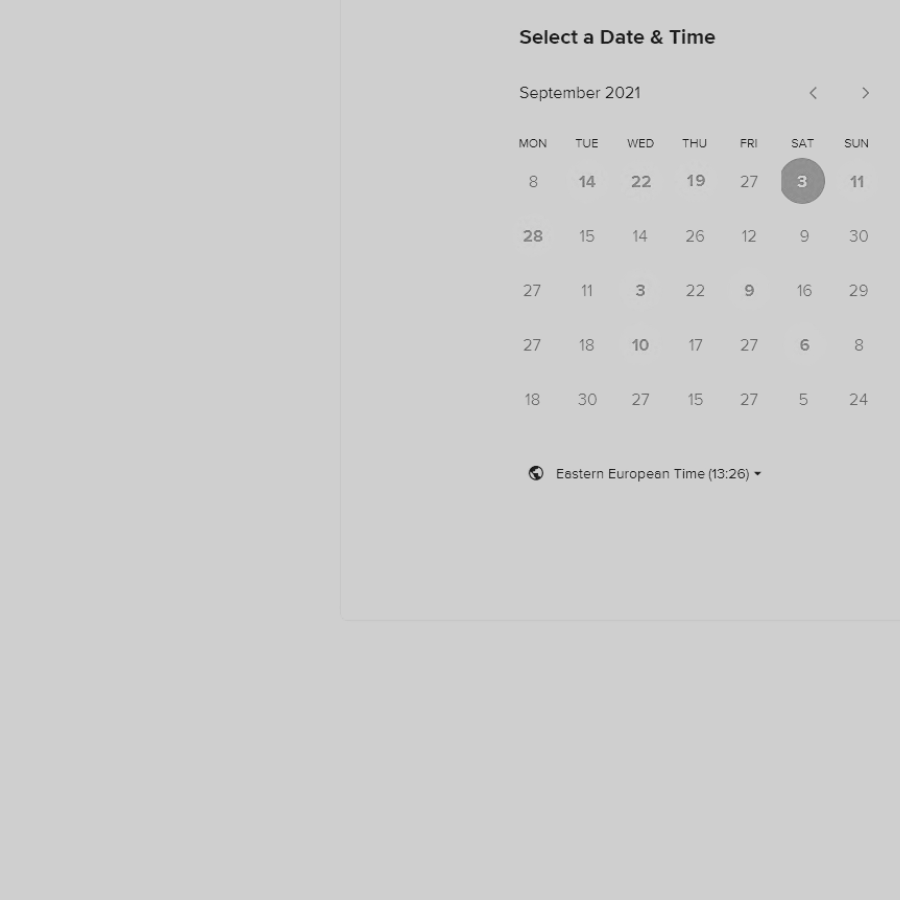 Select a Date & Time
September 2021
MON TUE WED THU FRI SAT SUN
8 14 22 19 27 3 11
28 15 14 26 12 9 30
27 11 3 22 9 16 29
27 18 10 17 27 6 8
18 30 27 15 27 5 24
Eastern European Time (13:26)